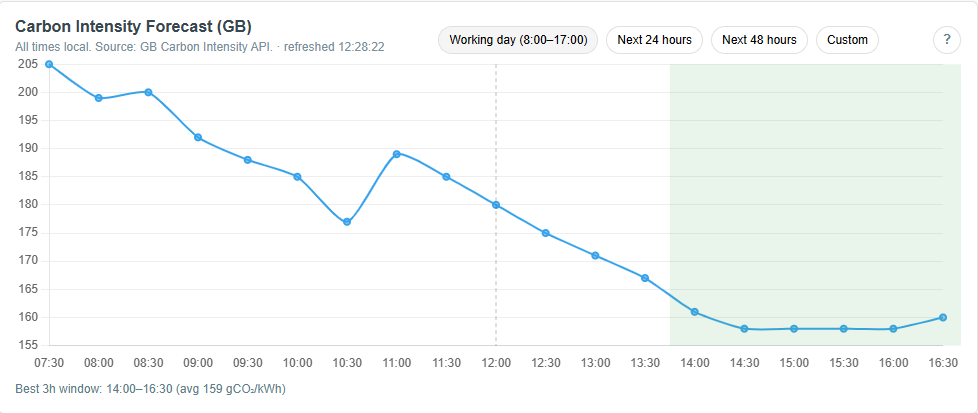 Carbon Intensity Forecast (GB)
All times local. Source: GB Carbon Intensity API. · refreshed 12:28:22
Working day (8:00–17:00)
Next 24 hours
Next 48 hours
Custom
?
205
200
195
190
185
180
175
170
165
160
155
07:30 08:00 08:30 09:00 09:30 10:00 10:30 11:00 11:30 12:00 12:30 13:00 13:30 14:00 14:30 15:00 15:30 16:00 16:30
Best 3h window: 14:00–16:30 (avg 159 gCO₂/kWh)